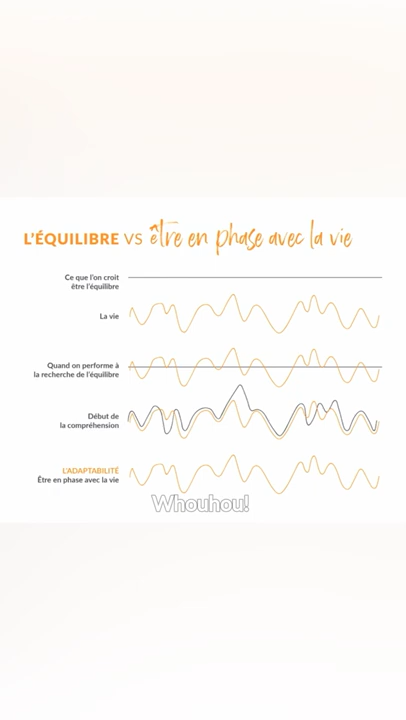 L'ÉQUILIBRE VS être en phase avec la vie
Ce que l'on croit
être l'équilibre
La vie
Quand on performe à
la recherche de l'équilibre
Début de
la compréhension
L'ADAPTABILITÉ
Être en phase avec la vie
Whouhou!